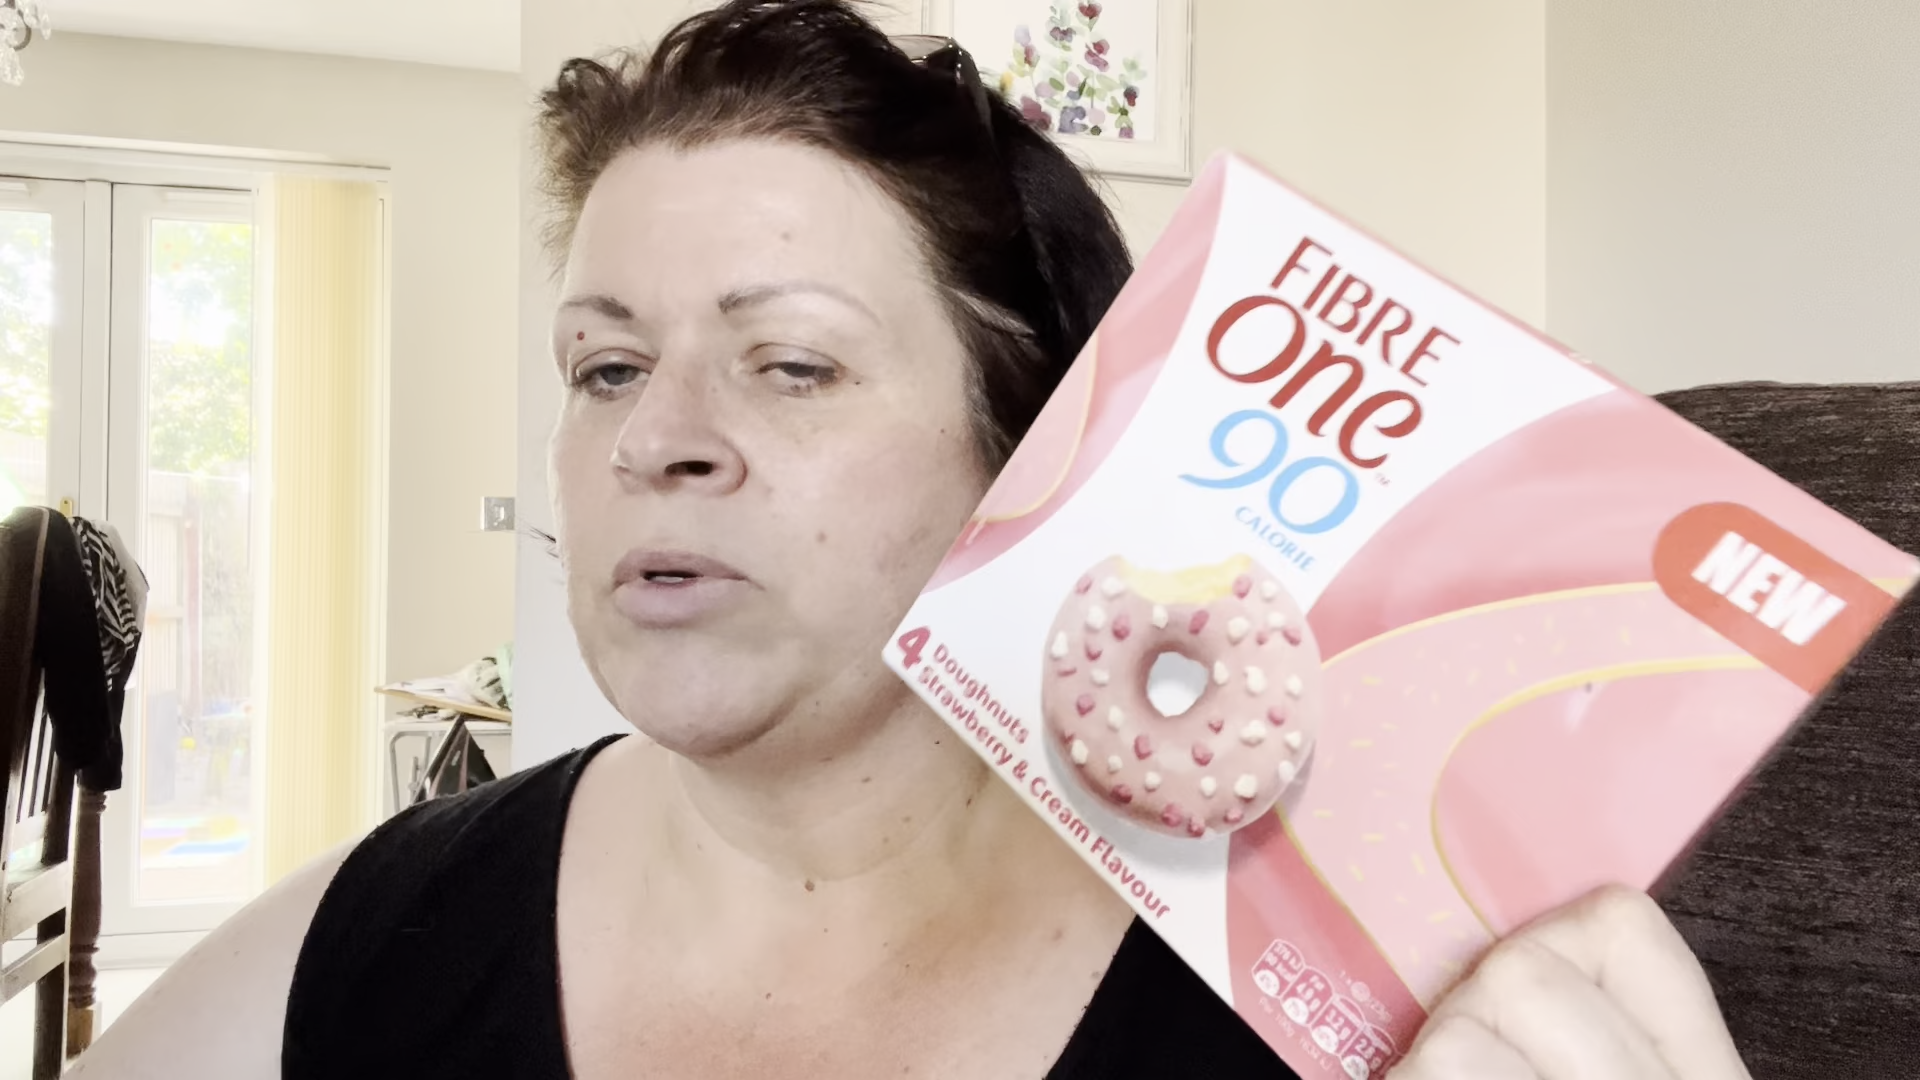 FIBRE
One
90
CALORIE
NEW
4 Doughnuts
Strawberry & Cream Flavour